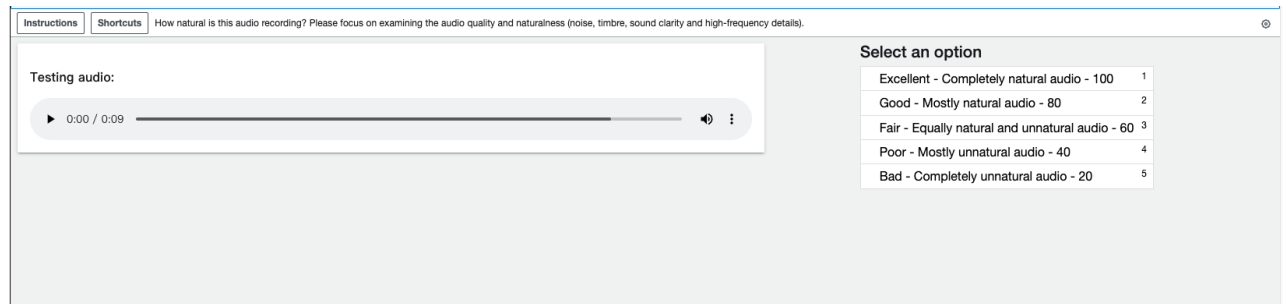 Instructions Shortcuts How natural is this audio recording? Please focus on examining the audio quality and naturalness (noise, timbre, sound clarity and high-frequency details).
Testing audio:
0:00 / 0:09
Select an option
Excellent - Completely natural audio - 100 1
Good - Mostly natural audio - 80 2
Fair - Equally natural and unnatural audio - 60 3
Poor - Mostly unnatural audio - 40 4
Bad - Completely unnatural audio - 20 5